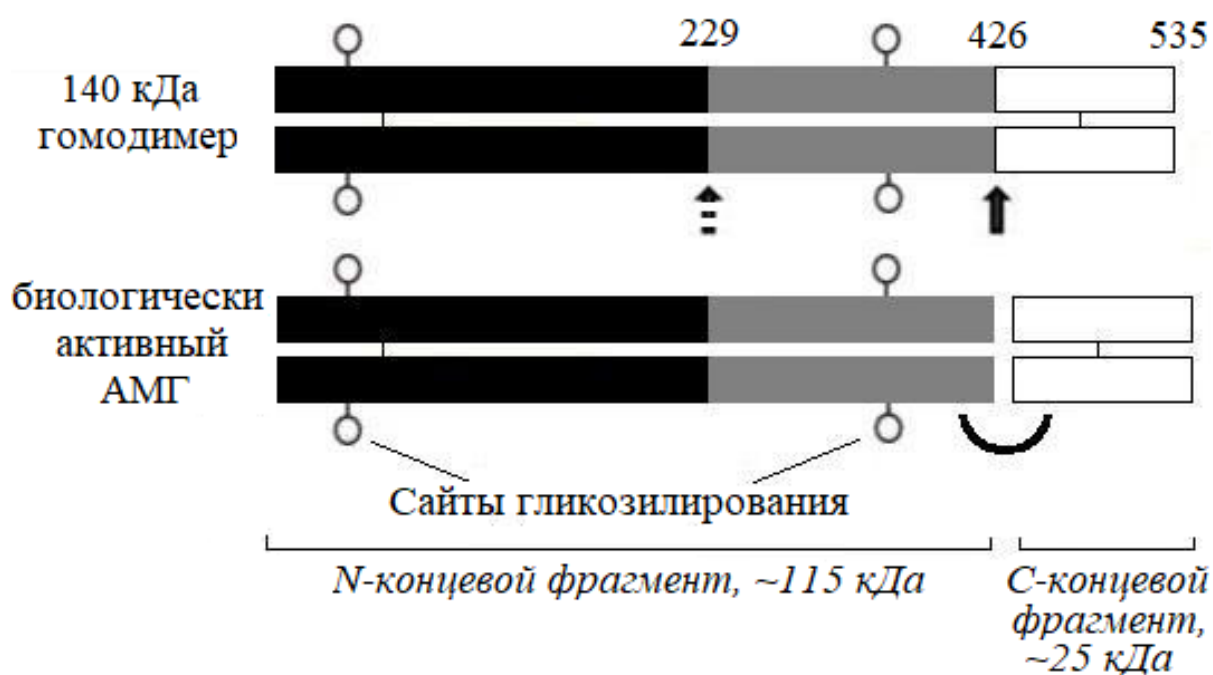 229 426 535
140 кДа
гомодимер
биологически
активный
АМГ
Сайты гликозилирования
N-концевой фрагмент, ~115 кДа
С-концевой
фрагмент,
~25 кДа